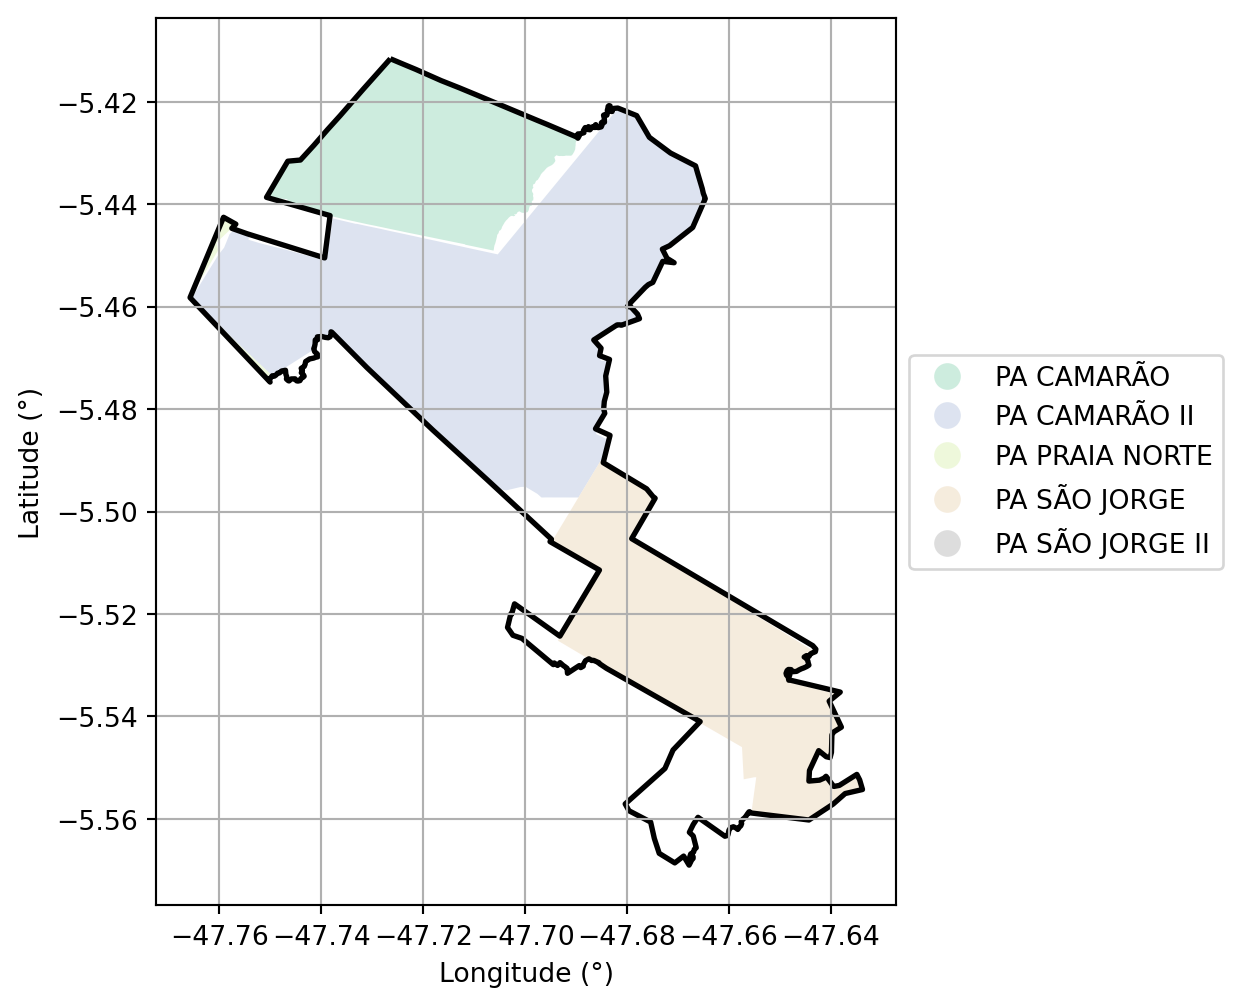 −5.42
−5.44
−5.46
−5.48
−5.50
−5.52
−5.54
−5.56
Latitude (°)
−47.76 −47.74 −47.72 −47.70 −47.68 −47.66 −47.64
Longitude (°)
PA CAMARÃO
PA CAMARÃO II
PA PRAIA NORTE
PA SÃO JORGE
PA SÃO JORGE II